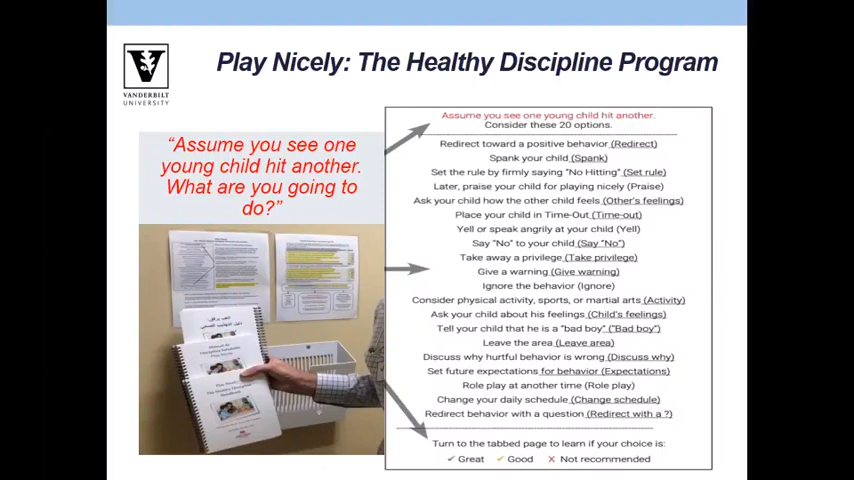 Play Nicely: The Healthy Discipline Program
V
VANDERBILT
UNIVERSITY
“Assume you see one
young child hit another.
What are you going to
do?”
Assume you see one young child hit another.
Consider these 20 options.
Redirect toward a positive behavior (Redirect)
Spank your child (Spank)
Set the rule by firmly saying "No Hitting" (Set rule)
Later, praise your child for playing nicely (Praise)
Ask your child how the other child feels (Other's feelings)
Place your child in Time-Out (Time-out)
Yell or speak angrily at your child (Yell)
Say "No" to your child (Say "No")
Take away a privilege (Take privilege)
Give a warning (Give warning)
Ignore the behavior (Ignore)
Consider physical activity, sports, or martial arts (Activity)
Ask your child about his feelings (Child's feelings)
Tell your child that he is a "bad boy" ("Bad boy")
Leave the area (Leave area)
Discuss why hurtful behavior is wrong (Discuss why)
Set future expectations for behavior (Expectations)
Role play at another time (Role play)
Change your daily schedule (Change schedule)
Redirect behavior with a question (Redirect with a ?)
Turn to the tabbed page to learn if your choice is:
✓ Great ✓ Good X Not recommended